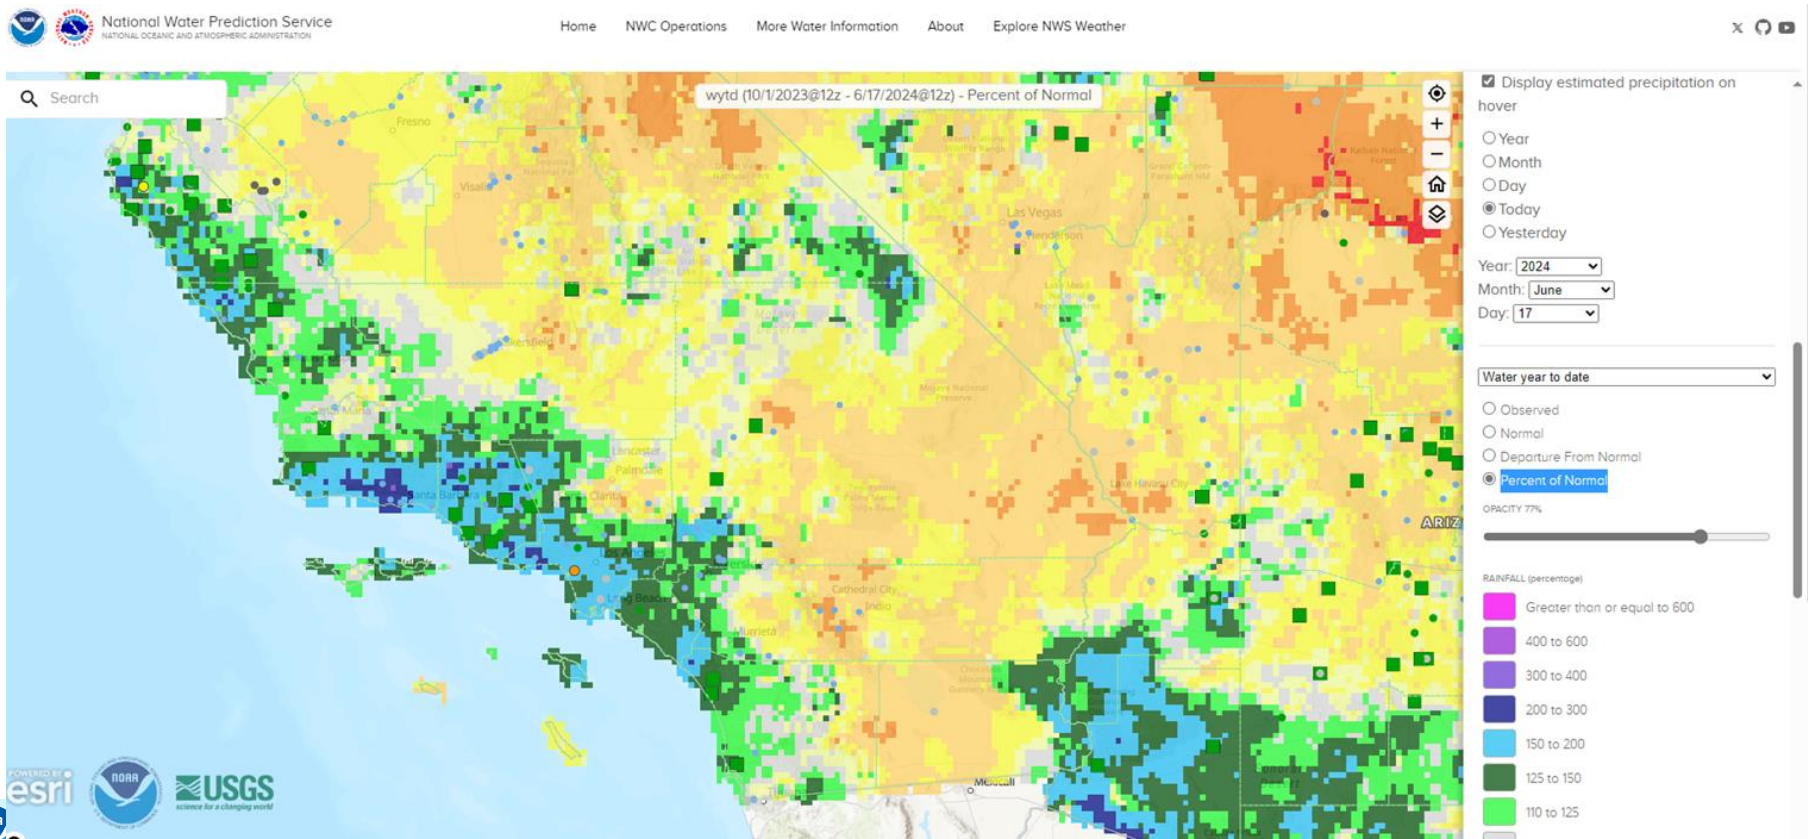 National Water Prediction Service
NATIONAL OCEANIC AND ATMOSPHERIC ADMINISTRATION
Home
NWC Operations
More Water Information
About
Explore NWS Weather
Search
wytd (10/1/2023@12z - 6/17/2024@12z) - Percent of Normal
Display estimated precipitation on
hover
Year
Month
Day
Today
Yesterday
Year: 2024
Month: June
Day: 17
Water year to date
Observed
Normal
Departure From Normal
Percent of Normal
OPACITY 77%
RAINFALL (percentage)
Greater than or equal to 600
400 to 600
300 to 400
200 to 300
150 to 200
125 to 150
110 to 125
Fresno
Visalia
Las Vegas
Henderson
Mojave National
Preserve
Santa Maria
Lancaster
Palmdale
Santa Barbara
Clarita
Lake Havasu City
ARIZ
Los Angeles
Long Beach
Cathedral City
Indio
Murrieta
Mexicali
POWERED BY
esri
NOAA
USGS
science for a changing world